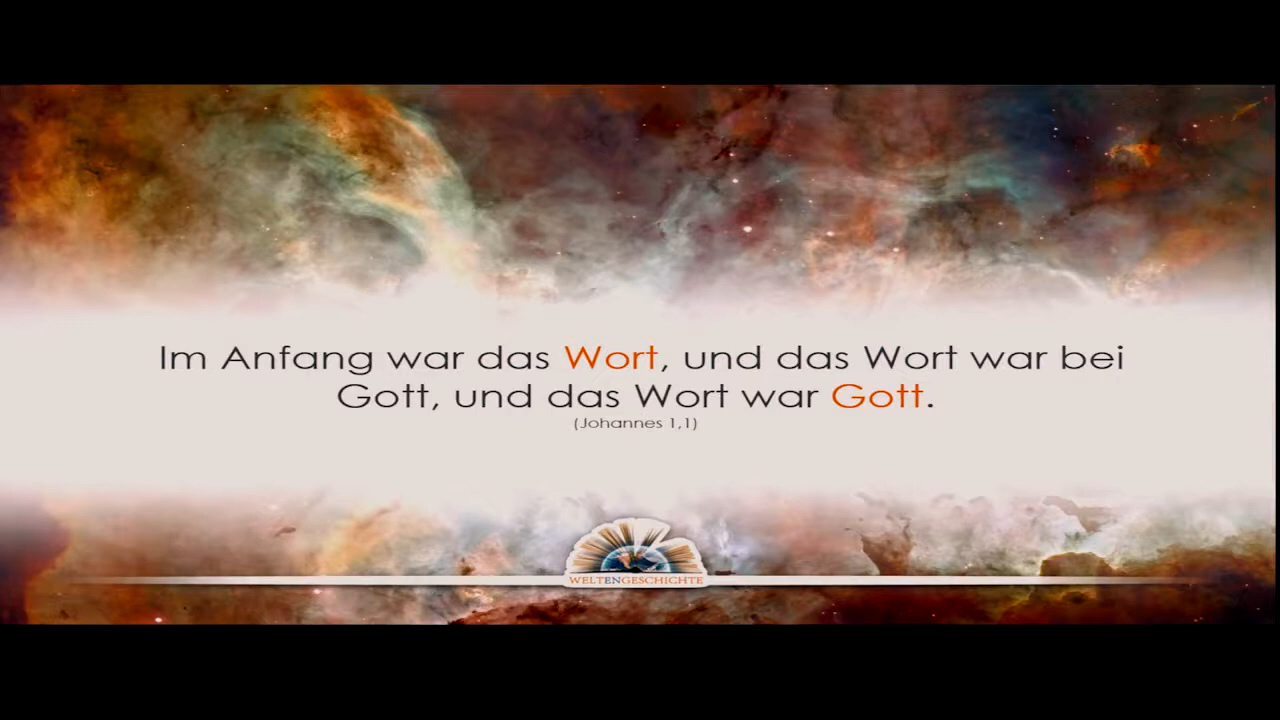 Im Anfang war das Wort, und das Wort war bei
Gott, und das Wort war Gott.
(Johannes 1,1)
WELTENGESCHICHTE